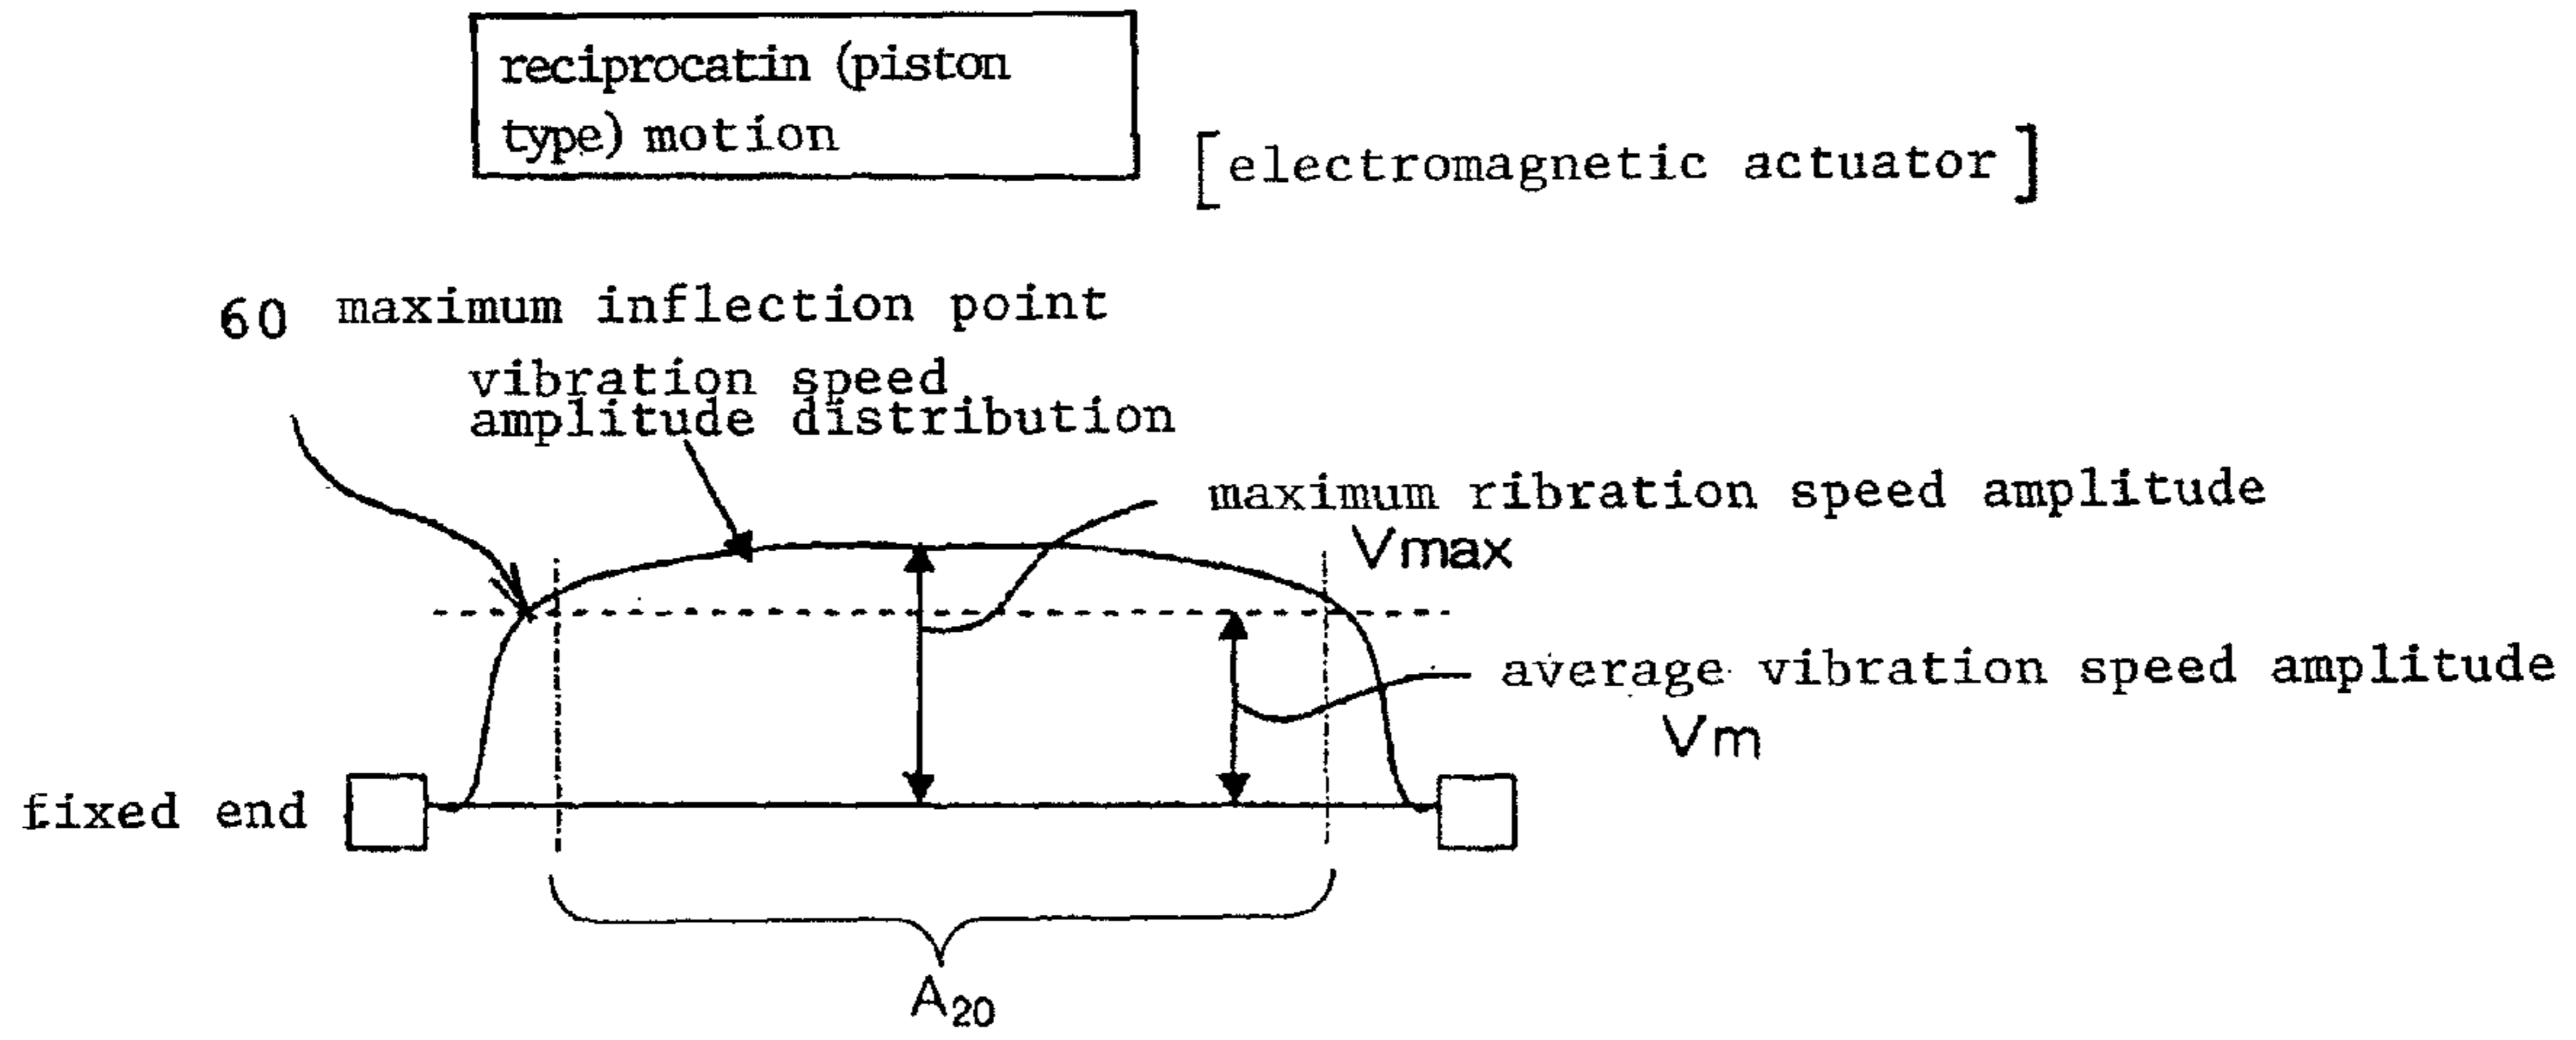 reciprocatin (piston
type) motion
[electromagnetic actuator]
60 maximum inflection point
vibration speed
amplitude distribution
maximum ribration speed amplitude
Vmax
average vibration speed amplitude
Vm
fixed end
A20